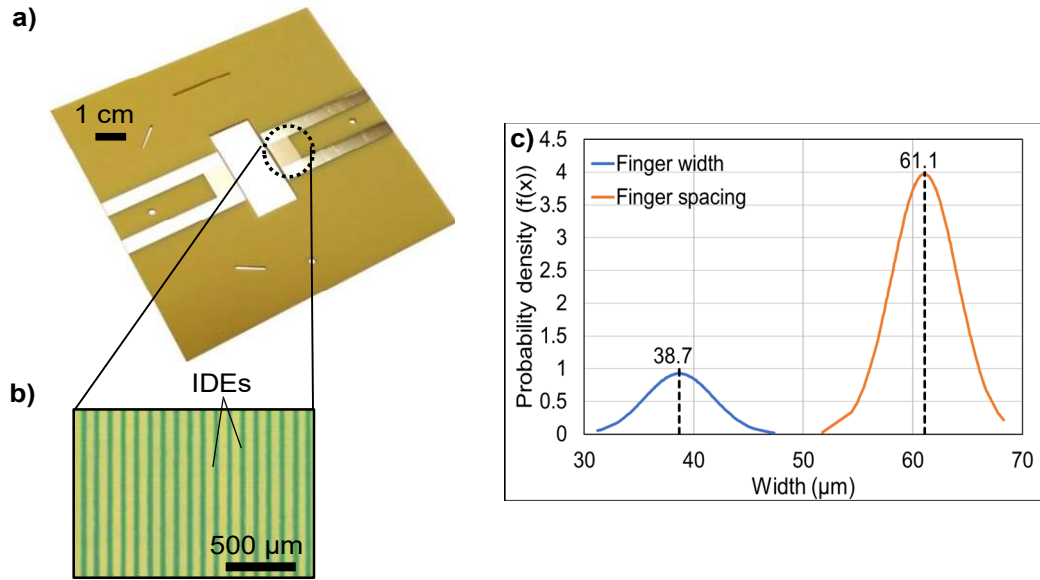 a)
1 cm
b)
IDEs
500 µm
c)
Finger width
Finger spacing
38.7
61.1
Probability density (f(x))
4.5
4
3.5
3
2.5
2
1.5
1
0.5
0
30
40
50
60
70
Width (µm)